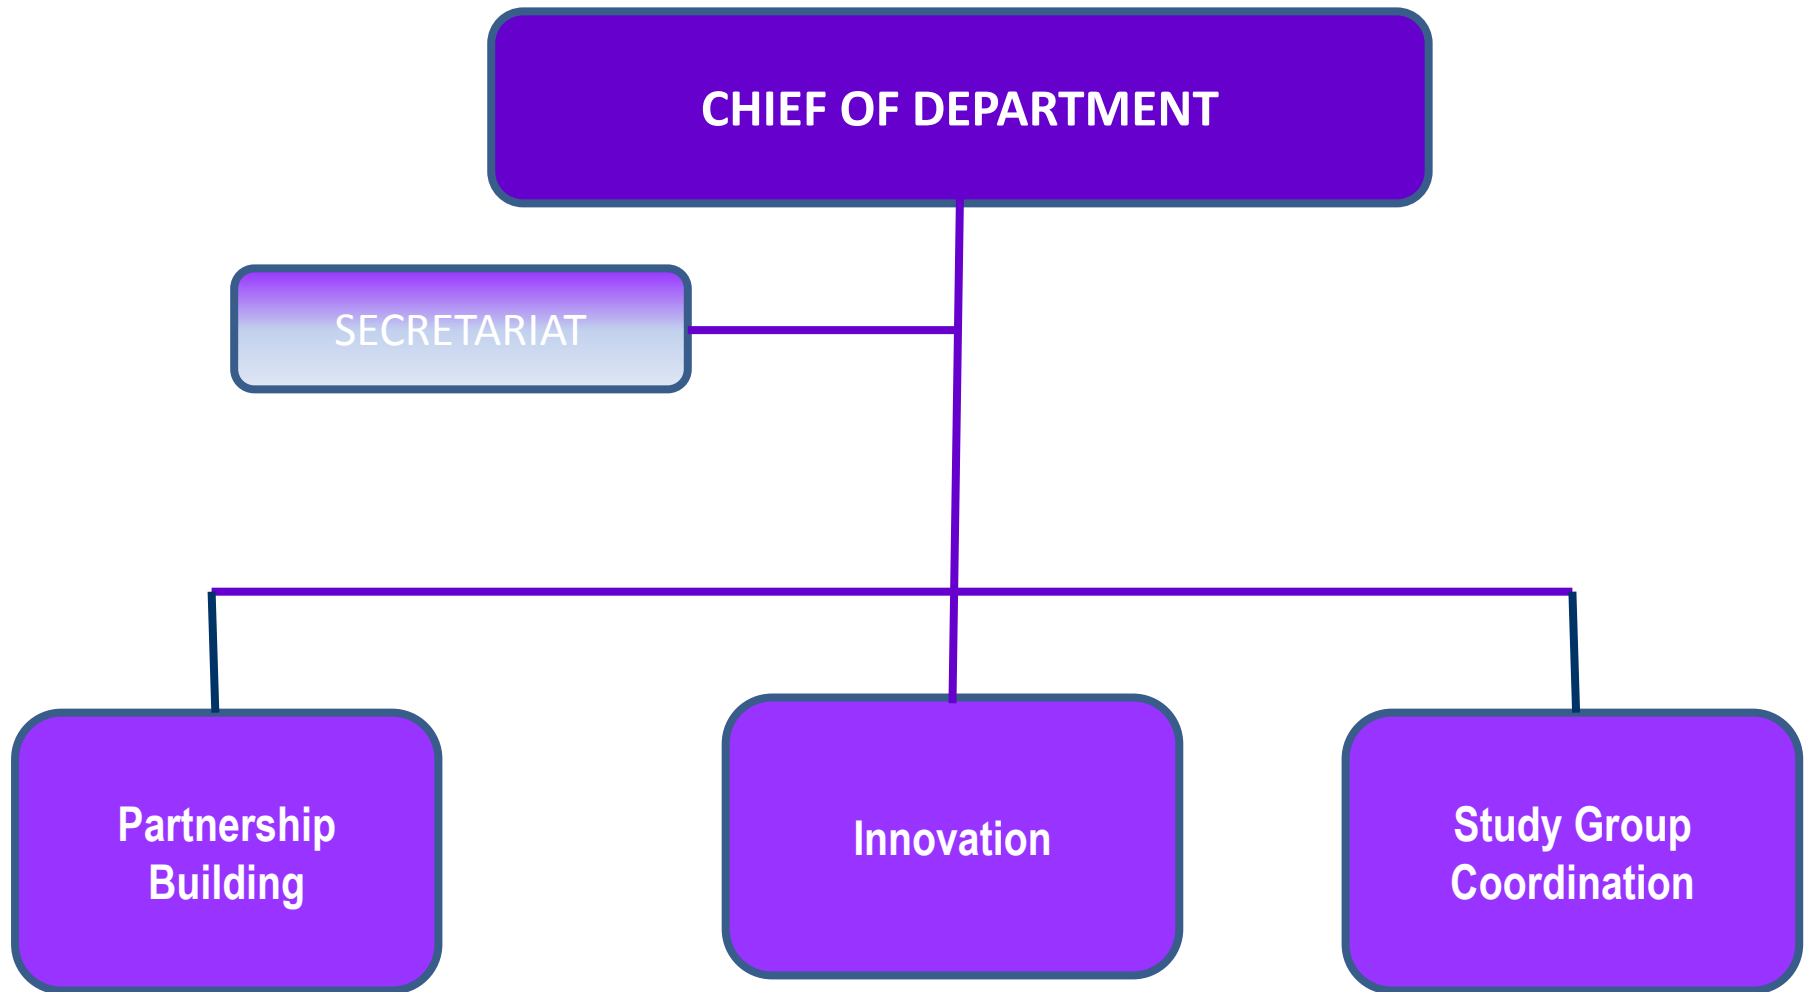 CHIEF OF DEPARTMENT
SECRETARIAT
Partnership
Building
Innovation
Study Group
Coordination